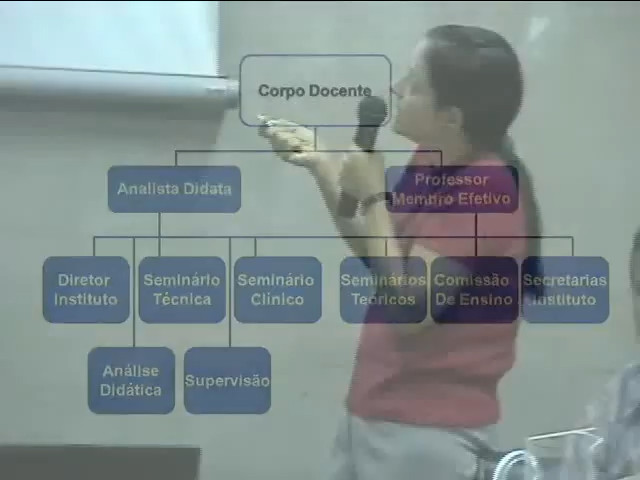 Corpo Docente
Analista Didata
Professor
Membro Efetivo
Diretor
Instituto
Seminário
Técnica
Seminário
Clínico
Seminários
Teóricos
Comissão
De Ensino
Secretarias
Instituto
Análise
Didática
Supervisão